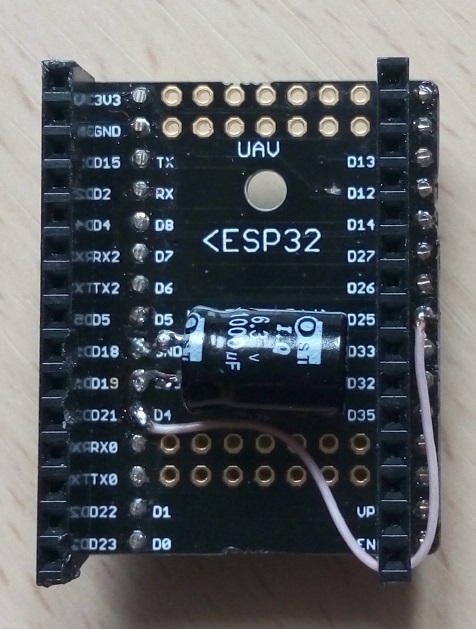 3V3
GND
UAV
D15 TX D13
D2 RX D12
D4 D8 D14
<ESP32
RX2 D7 D27
TX2 D6 D26
D5 D5 D25
D18 GND D33
D19 D32
D21 D4 D35
RX0
TX0
D22 D1 VP
D23 D0 EN
1000µF